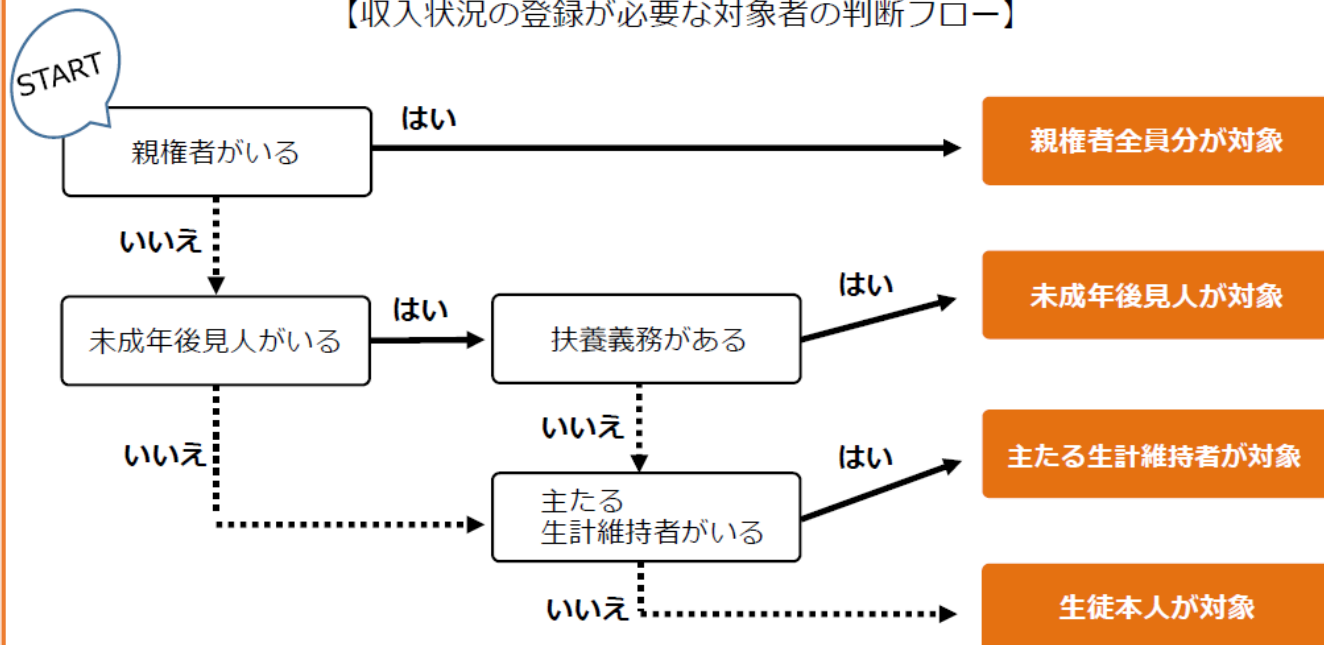 【収入状況の登録が必要な対象者の判断フロー】
START
親権者がいる
はい
親権者全員分が対象
いいえ
未成年後見人がいる
はい
扶養義務がある
はい
未成年後見人が対象
いいえ
いいえ
主たる
生計維持者がいる
はい
主たる生計維持者が対象
いいえ
生徒本人が対象